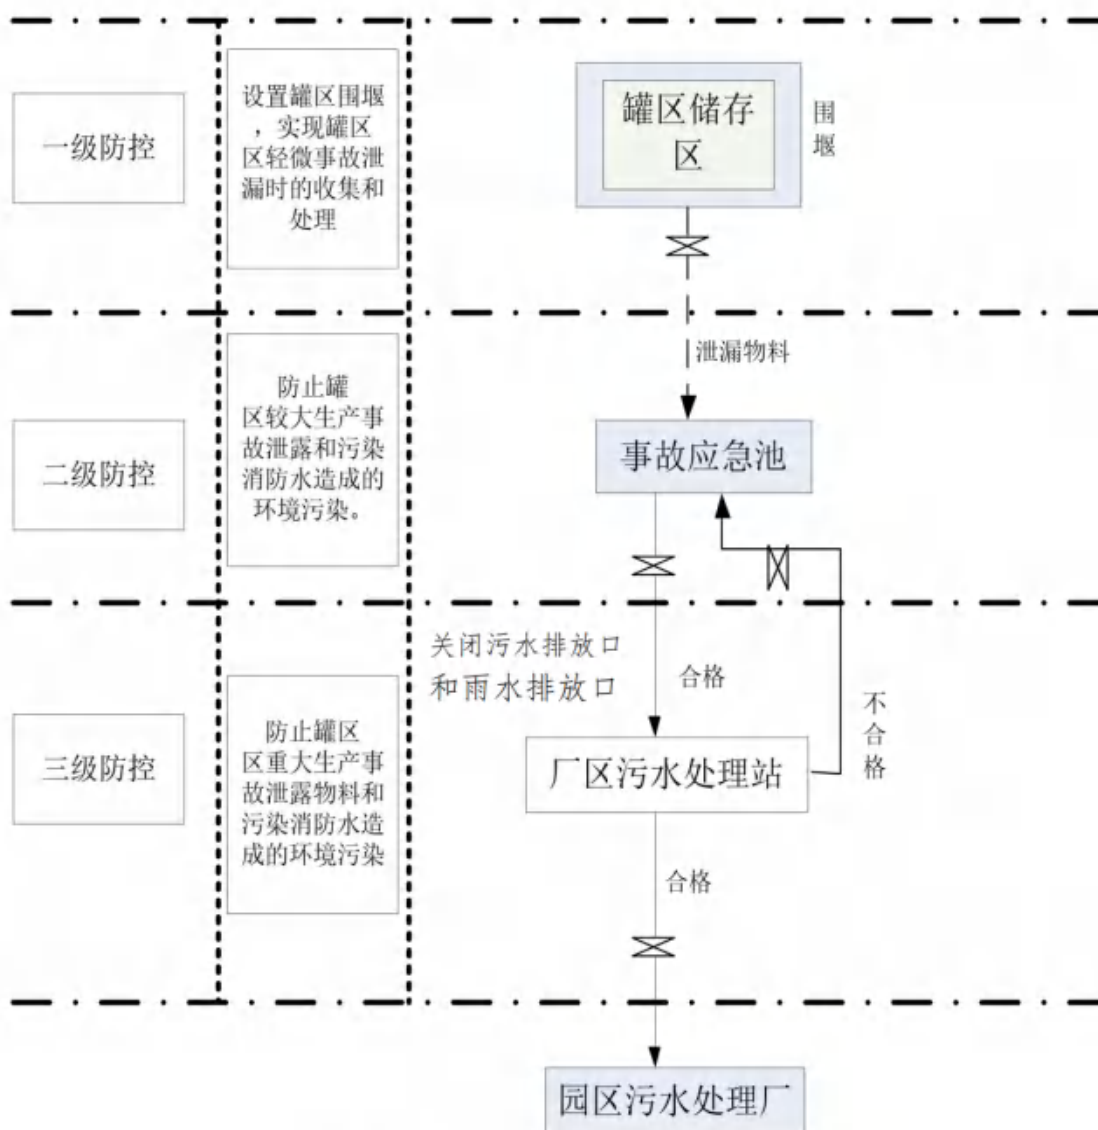 一级防控
设置罐区围堰
，实现罐区
区轻微事故泄
漏时的收集和
处理
罐区储存
区
围
堰
泄漏物料
二级防控
防止罐
区较大生产事
故泄露和污染
消防水造成的
环境污染。
事故应急池
关闭污水排放口
和雨水排放口
合格
不
合
格
三级防控
防止罐区
区重大生产事
故泄露物料和
污染消防水造
成的环境污染
厂区污水处理站
合格
园区污水处理厂